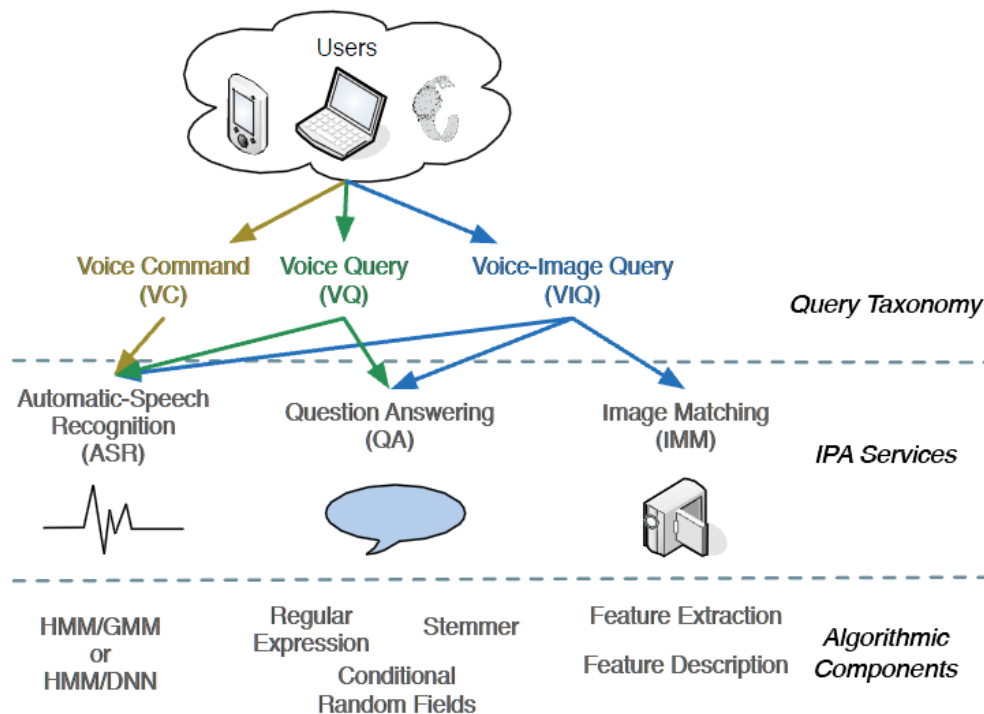 Users
Voice Command
(VC)
Voice Query
(VQ)
Voice-Image Query
(VIQ)
Query Taxonomy
Automatic-Speech
Recognition
(ASR)
Question Answering
(QA)
Image Matching
(IMM)
IPA Services
HMM/GMM
or
HMM/DNN
Regular
Expression
Stemmer
Conditional
Random Fields
Feature Extraction
Feature Description
Algorithmic
Components